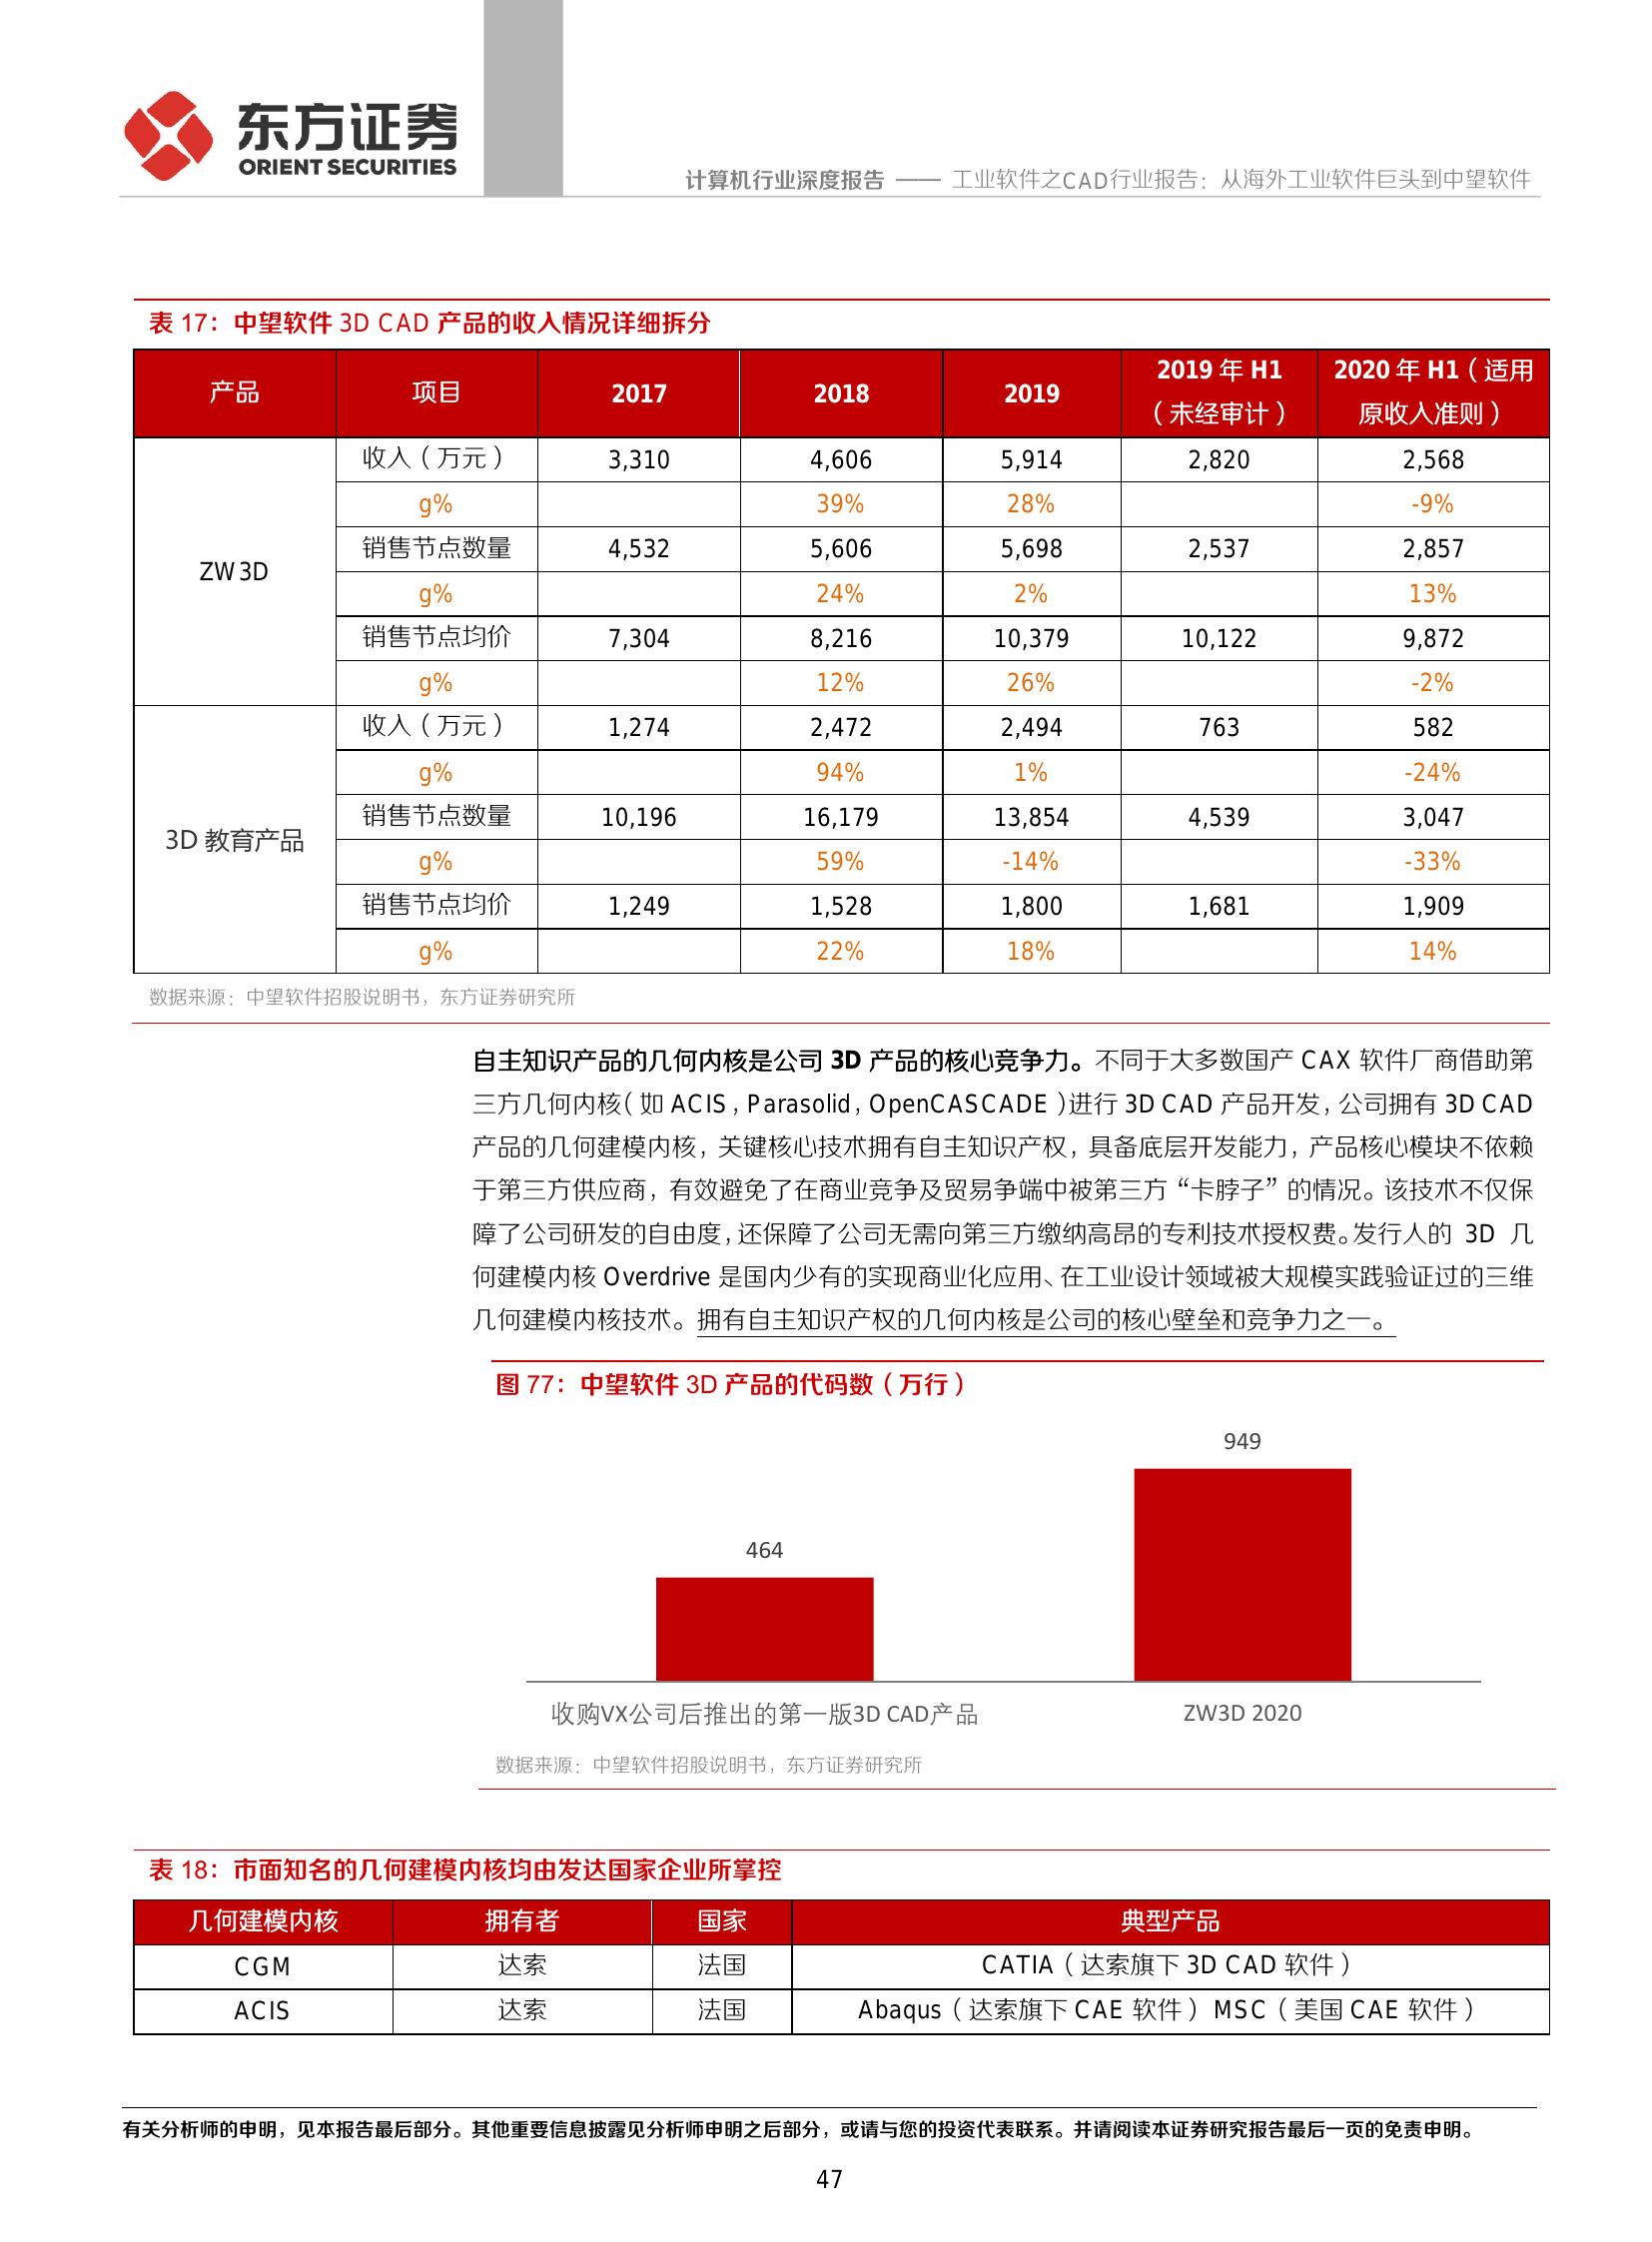 东方证券
ORIENT SECURITIES
计算机行业深度报告 —— 工业软件之CAD行业报告：从海外工业软件巨头到中望软件
表 17：中望软件 3D CAD 产品的收入情况详细拆分
产品 项目 2017 2018 2019 2019 年 H1（未经审计） 2020 年 H1（适用原收入准则）
ZW3D
收入（万元） 3,310 4,606 5,914 2,820 2,568
g% 39% 28% -9%
销售节点数量 4,532 5,606 5,698 2,537 2,857
g% 24% 2% 13%
销售节点均价 7,304 8,216 10,379 10,122 9,872
g% 12% 26% -2%
3D 教育产品
收入（万元） 1,274 2,472 2,494 763 582
g% 94% 1% -24%
销售节点数量 10,196 16,179 13,854 4,539 3,047
g% 59% -14% -33%
销售节点均价 1,249 1,528 1,800 1,681 1,909
g% 22% 18% 14%
数据来源：中望软件招股说明书，东方证券研究所
自主知识产品的几何内核是公司 3D 产品的核心竞争力。不同于大多数国产 CAX 软件厂商借助第
三方几何内核（如 ACIS，Parasolid，OpenCASCADE）进行 3D CAD 产品开发，公司拥有 3D CAD
产品的几何建模内核，关键核心技术拥有自主知识产权，具备底层开发能力，产品核心模块不依赖
于第三方供应商，有效避免了在商业竞争及贸易争端中被第三方“卡脖子”的情况。该技术不仅保
障了公司研发的自由度，还保障了公司无需向第三方缴纳高昂的专利技术授权费。发行人的 3D 几
何建模内核 Overdrive 是国内少有的实现商业化应用、在工业设计领域被大规模实践验证过的三维
几何建模内核技术。拥有自主知识产权的几何内核是公司的核心壁垒和竞争力之一。
图 77：中望软件 3D 产品的代码数（万行）
949
464
收购VX公司后推出的第一版3D CAD产品 ZW3D 2020
数据来源：中望软件招股说明书，东方证券研究所
表 18：市面知名的几何建模内核均由发达国家企业所掌控
几何建模内核 拥有者 国家 典型产品
CGM 达索 法国 CATIA（达索旗下 3D CAD 软件）
ACIS 达索 法国 Abaqus（达索旗下 CAE 软件）MSC（美国 CAE 软件）
有关分析师的申明，见本报告最后部分。其他重要信息披露见分析师申明之后部分，或请与您的投资代表联系。并请阅读本证券研究报告最后一页的免责申明。
47